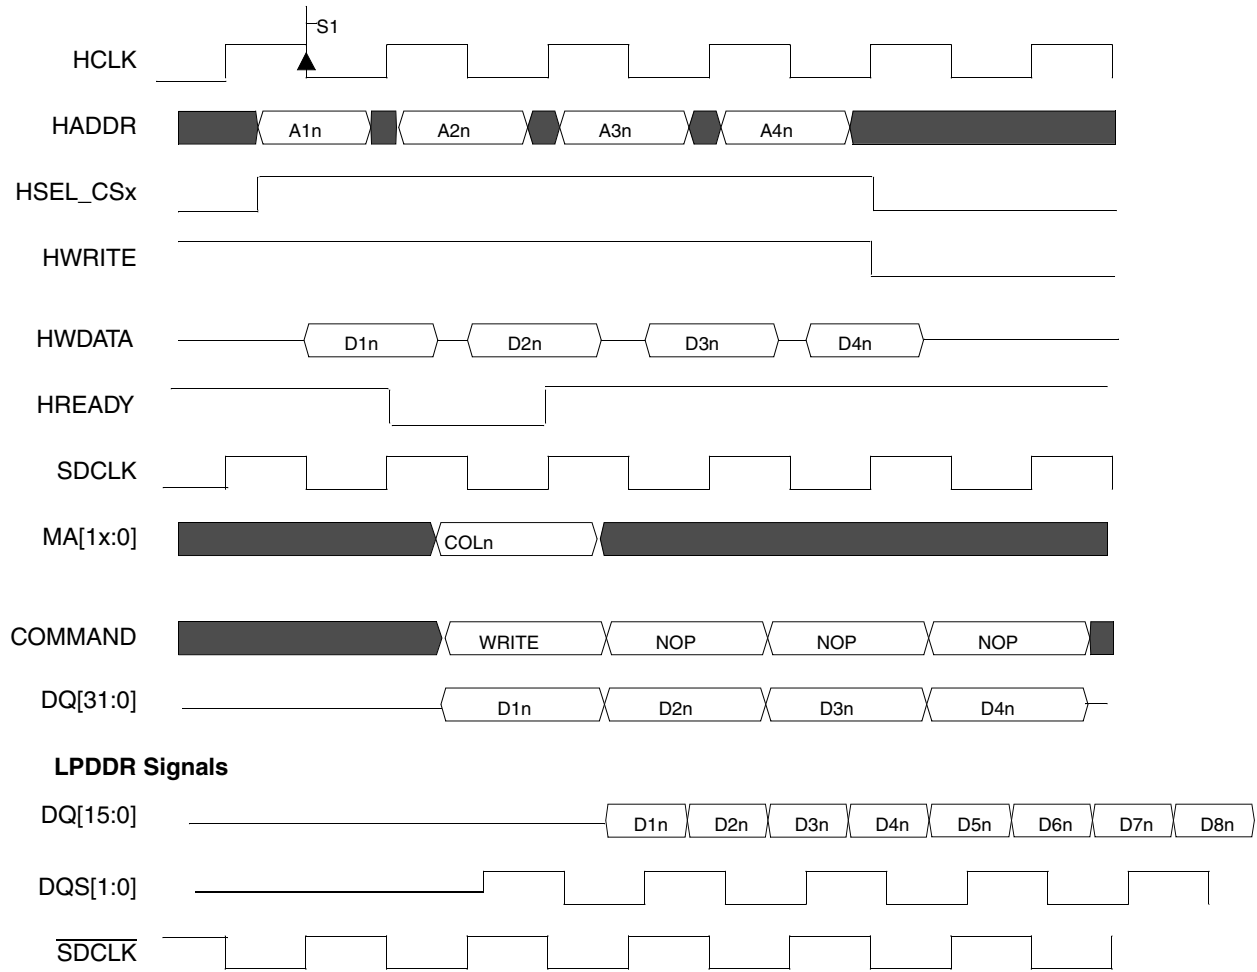 S1
HCLK
HADDR A1n A2n A3n A4n
HSEL_CSx
HWRITE
HWDATA D1n D2n D3n D4n
HREADY
SDCLK
MA[1x:0] COLn
COMMAND WRITE NOP NOP NOP
DQ[31:0] D1n D2n D3n D4n
LPDDR Signals
DQ[15:0] D1n D2n D3n D4n D5n D6n D7n D8n
DQS[1:0]
SDCLK